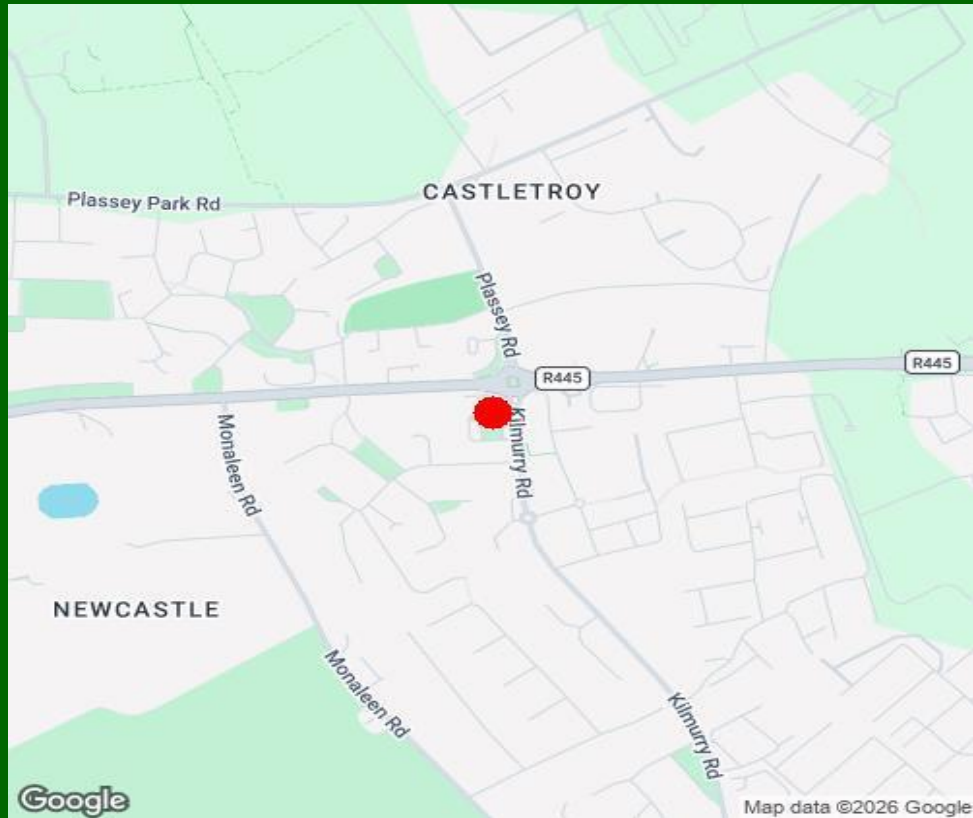 CASTLETROY
Plassey Park Rd
Plassey Rd
R445
R445
Kilmurry Rd
Monaleen Rd
NEWCASTLE
Monaleen Rd
Kilmurry Rd
Google
Map data ©2026 Google